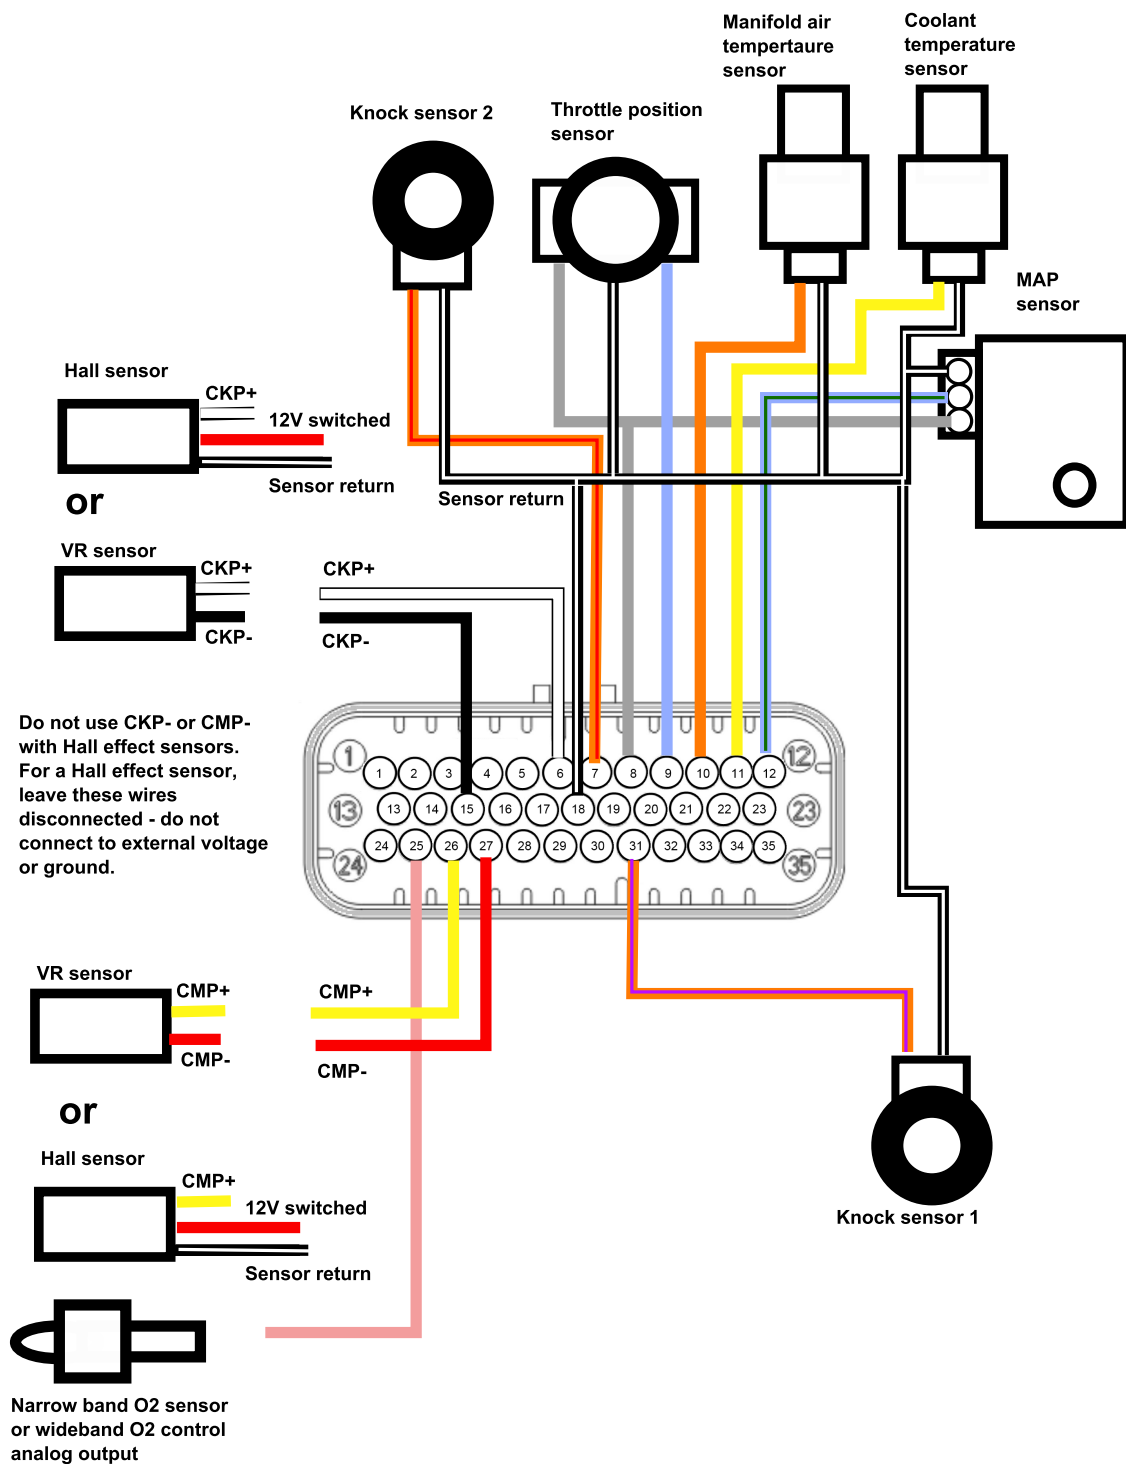 Manifold air
tempertaure
sensor
Coolant
temperature
sensor
Knock sensor 2
Throttle position
sensor
MAP
sensor
Hall sensor
CKP+
12V switched
Sensor return
or
Sensor return
VR sensor
CKP+
CKP-
CKP+
CKP-
Do not use CKP- or CMP-
with Hall effect sensors.
For a Hall effect sensor,
leave these wires
disconnected - do not
connect to external voltage
or ground.
1
12
1 2 3 4 5 6 7 8 9 10 11 12
13
13 14 15 16 17 18 19 20 21 22 23
23
24 25 26 27 28 29 30 31 32 33 34 35
24
35
VR sensor
CMP+
CMP-
CMP+
CMP-
or
Hall sensor
CMP+
12V switched
Sensor return
Knock sensor 1
Narrow band O2 sensor
or wideband O2 control
analog output